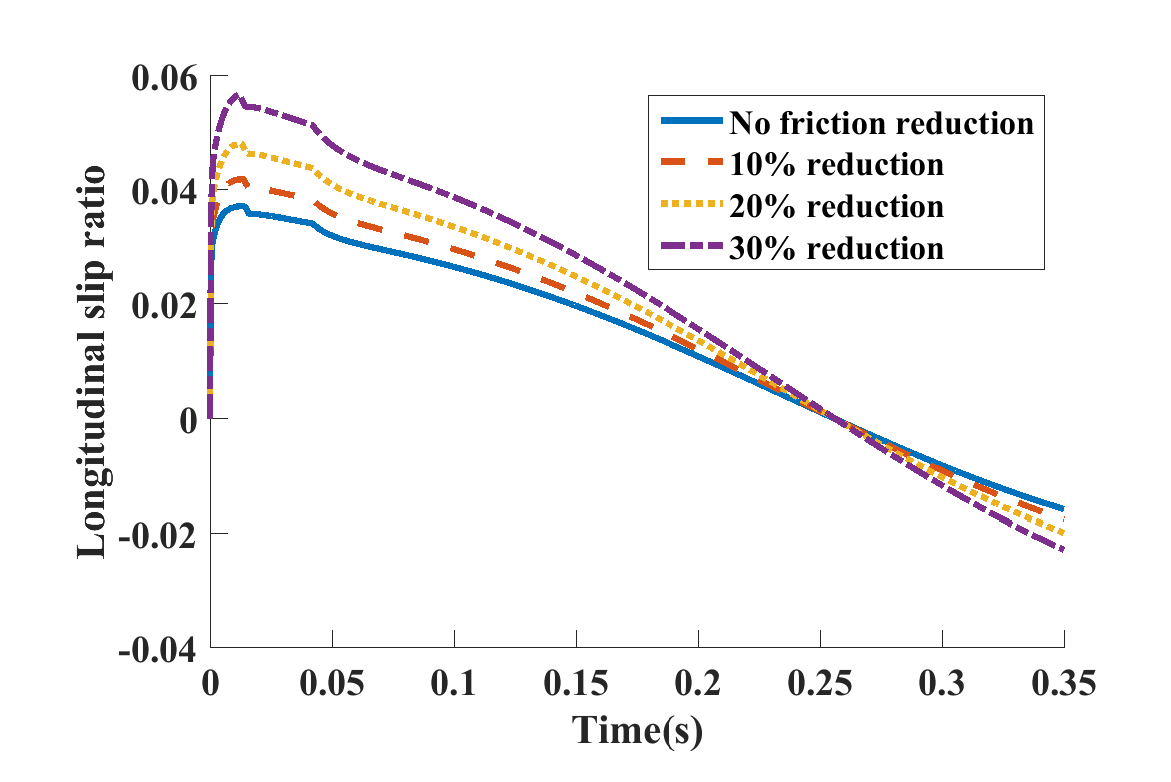 0.06
0.04
0.02
0
-0.02
-0.04
Longitudinal slip ratio
No friction reduction
10% reduction
20% reduction
30% reduction
0 0.05 0.1 0.15 0.2 0.25 0.3 0.35
Time(s)